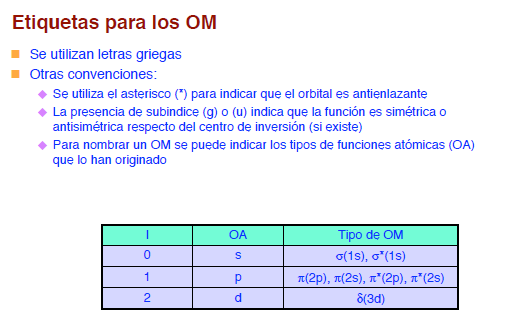 Etiquetas para los OM
Se utilizan letras griegas
Otras convenciones:
Se utiliza el asterisco (*) para indicar que el orbital es antienlazante
La presencia de subindice (g) o (u) indica que la función es simétrica o
antisimétrica respecto del centro de inversión (si existe)
Para nombrar un OM se puede indicar los tipos de funciones atómicas (OA)
que lo han originado
l OA Tipo de OM
0 s σ(1s), σ*(1s)
1 p π(2p), π(2s), π*(2p), π*(2s)
2 d δ(3d)